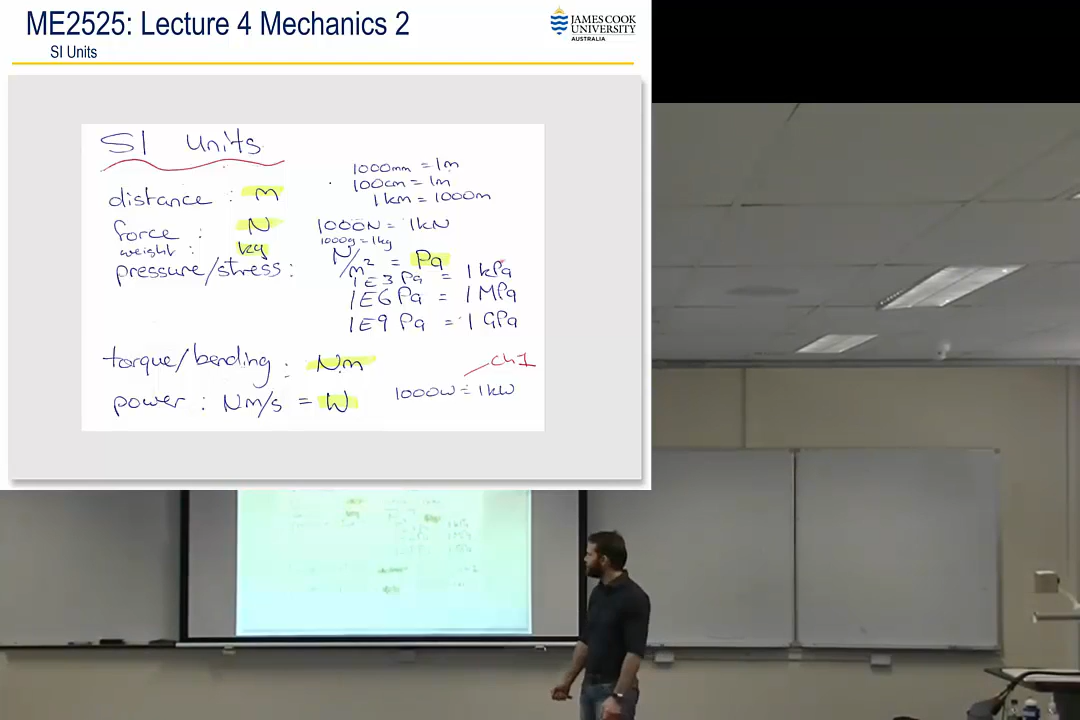 ME2525: Lecture 4 Mechanics 2
SI Units
JAMES COOK
UNIVERSITY
AUSTRALIA
SI units
1000mm = 1m
distance : m
100cm = 1m
1 km = 1000m
force : N
1000N = 1kN
weight : kg
1000g = 1kg
pressure/stress : N/m² = Pa
1E3 Pa = 1 kPa
1E6 Pa = 1 MPa
1E9 Pa = 1 GPa
torque/bending : N.m
ch1
power : Nm/s = W
1000W = 1kW